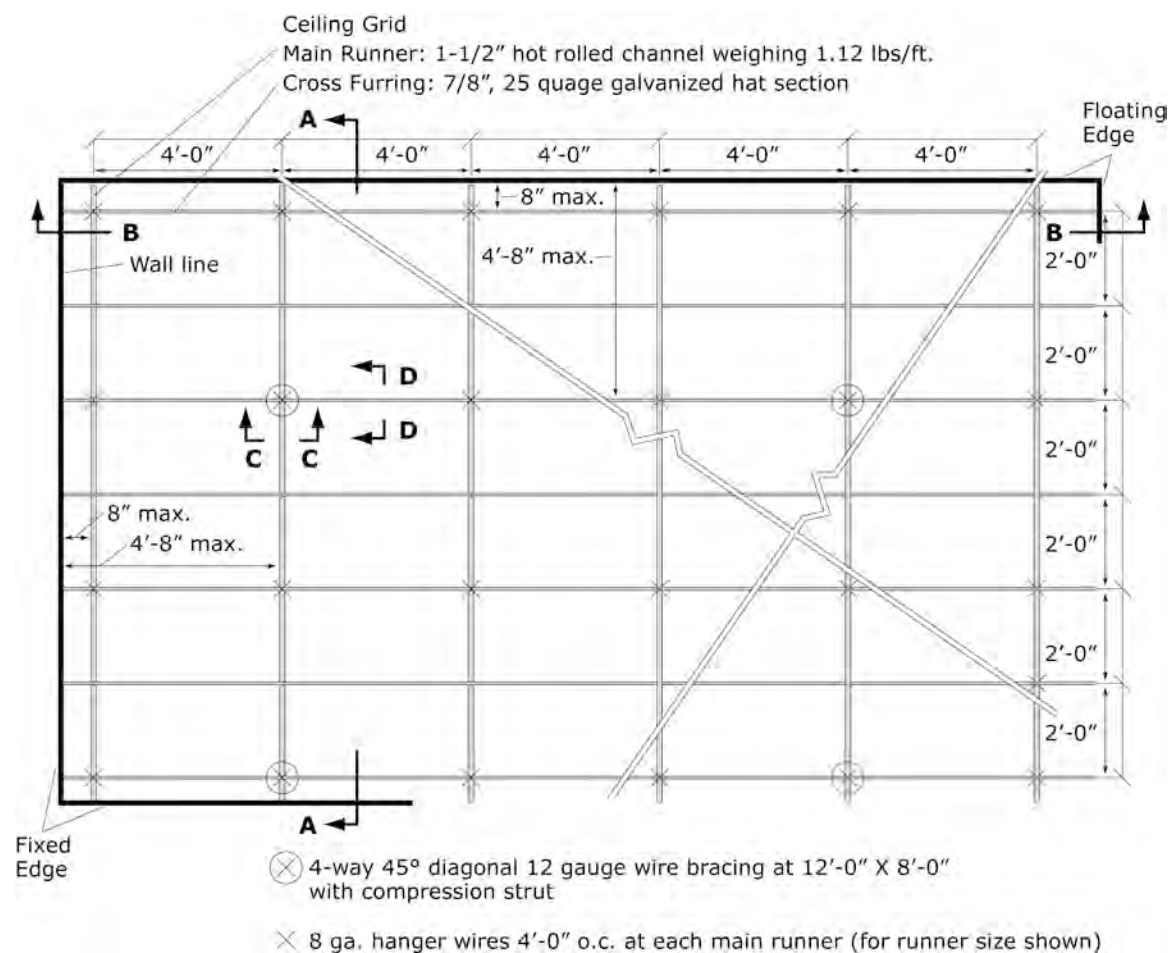 Ceiling Grid
Main Runner: 1-1/2” hot rolled channel weighing 1.12 lbs/ft.
Cross Furring: 7/8”, 25 quage galvanized hat section
Floating
Edge
A
4’-0” 4’-0” 4’-0” 4’-0” 4’-0”
8” max.
B
B
4’-8” max.
2’-0”
Wall line
2’-0”
D
D
C C
2’-0”
8” max.
4’-8” max.
2’-0”
2’-0”
2’-0”
A
Fixed
Edge
4-way 45° diagonal 12 gauge wire bracing at 12’-0” X 8’-0”
with compression strut
8 ga. hanger wires 4’-0” o.c. at each main runner (for runner size shown)